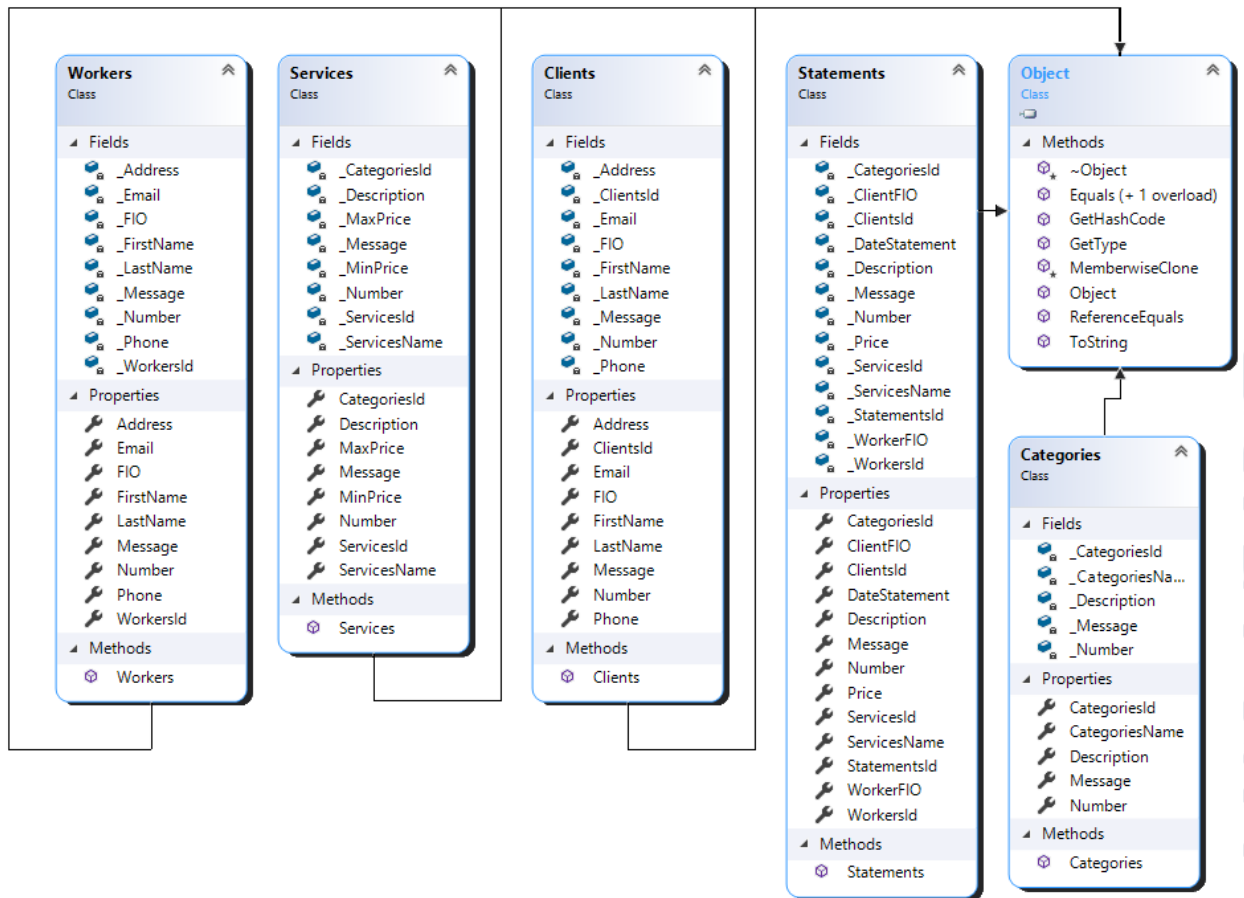 Workers
Class
Fields
_Address
_Email
_FIO
_FirstName
_LastName
_Message
_Number
_Phone
_WorkersId
Properties
Address
Email
FIO
FirstName
LastName
Message
Number
Phone
WorkersId
Methods
Workers
Services
Class
Fields
_CategoriesId
_Description
_MaxPrice
_Message
_MinPrice
_Number
_ServicesId
_ServicesName
Properties
CategoriesId
Description
MaxPrice
Message
MinPrice
Number
ServicesId
ServicesName
Methods
Services
Clients
Class
Fields
_Address
_ClientsId
_Email
_FIO
_FirstName
_LastName
_Message
_Number
_Phone
Properties
Address
ClientsId
Email
FIO
FirstName
LastName
Message
Number
Phone
Methods
Clients
Statements
Class
Fields
_CategoriesId
_ClientFIO
_ClientsId
_DateStatement
_Description
_Message
_Number
_Price
_ServicesId
_ServicesName
_StatementsId
_WorkerFIO
_WorkersId
Properties
CategoriesId
ClientFIO
ClientsId
DateStatement
Description
Message
Number
Price
ServicesId
ServicesName
StatementsId
WorkerFIO
WorkersId
Methods
Statements
Object
Class
Methods
~Object
Equals (+ 1 overload)
GetHashCode
GetType
MemberwiseClone
Object
ReferenceEquals
ToString
Categories
Class
Fields
_CategoriesId
_CategoriesNa...
_Description
_Message
_Number
Properties
CategoriesId
CategoriesName
Description
Message
Number
Methods
Categories